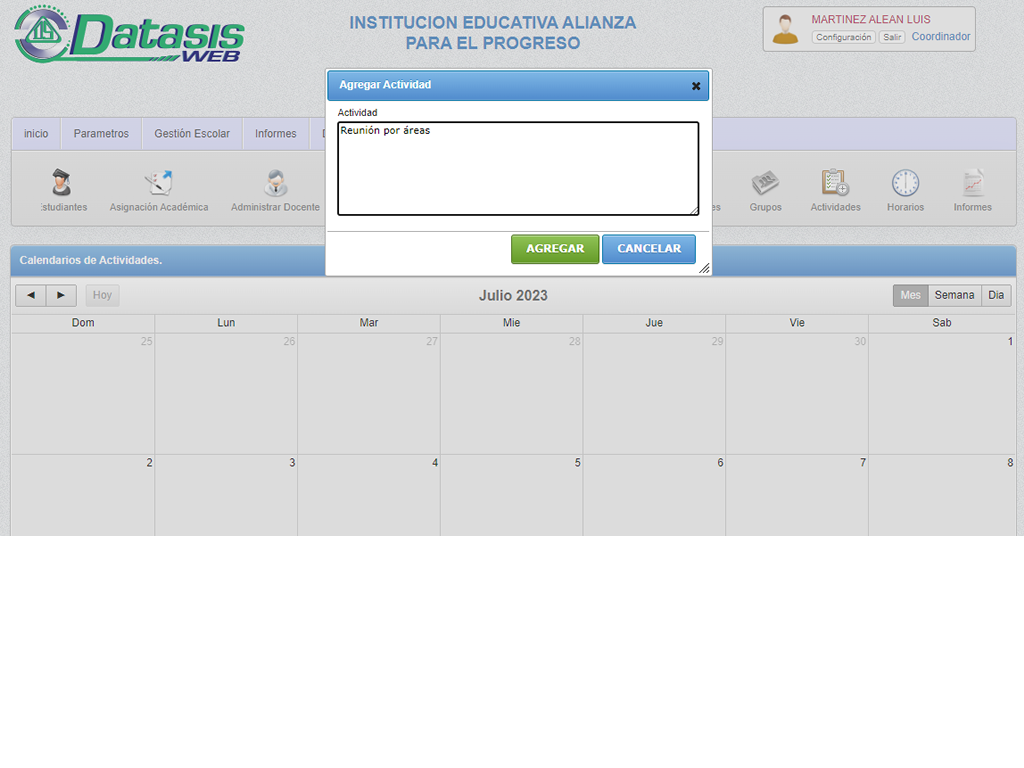 Datasis
WEB
INSTITUCION EDUCATIVA ALIANZA
PARA EL PROGRESO
MARTINEZ ALEAN LUIS
Configuración Salir Coordinador
Agregar Actividad
Actividad
Reunión por áreas
AGREGAR CANCELAR
inicio Parametros Gestión Escolar Informes
Asignación Académica Administrar Docente Grupos Actividades Horarios Informes
Calendarios de Actividades.
Hoy Julio 2023 Mes Semana Dia
Dom Lun Mar Mie Jue Vie Sab
25 26 27 28 29 30 1
2 3 4 5 6 7 8